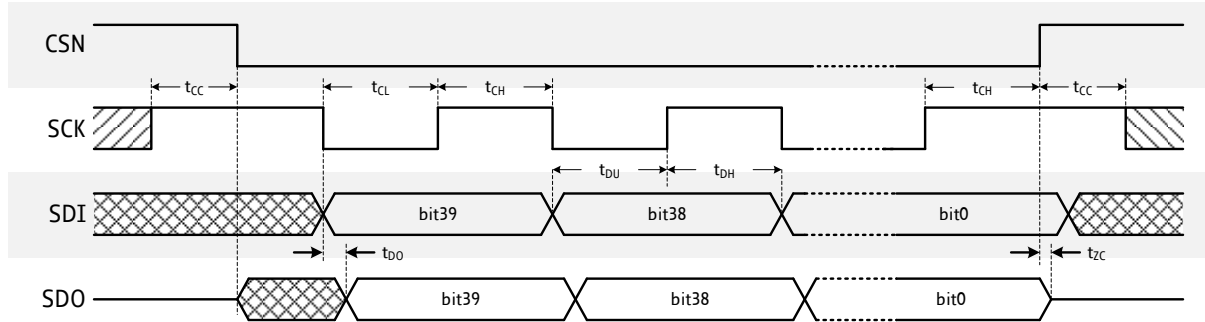 CSN
tCC tCL tCH tCH tCC
SCK
tDU tDH
SDI bit39 bit38 bit0
tDO tZC
SDO bit39 bit38 bit0